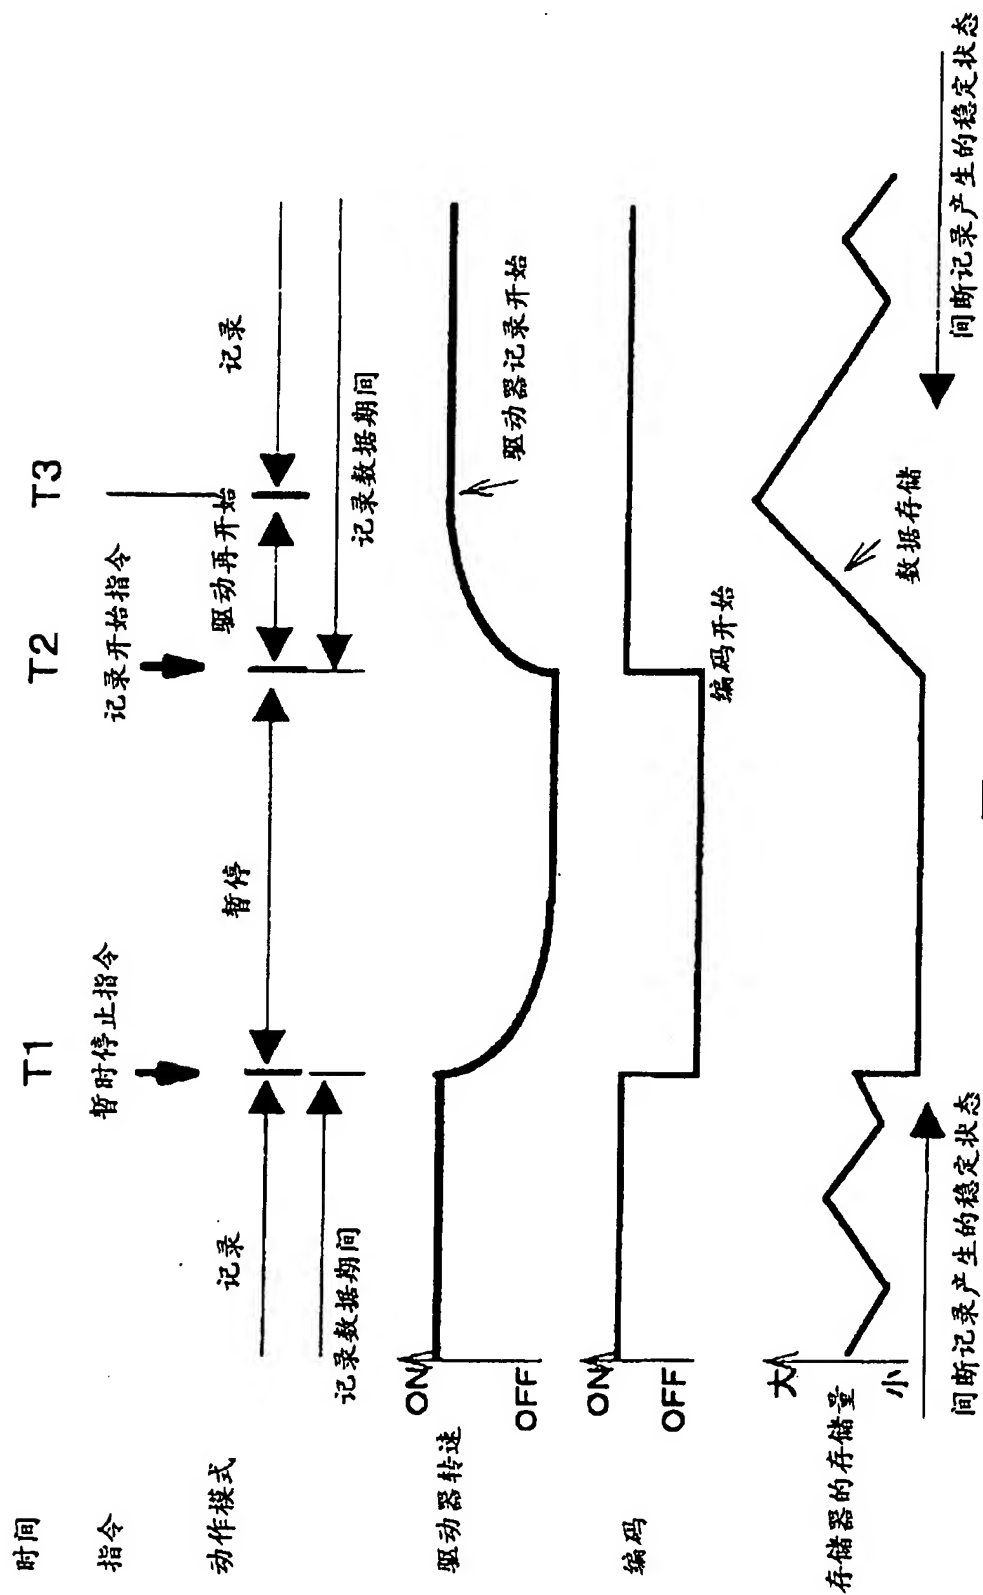 时间
T1
T2
T3
指令
暂时停止指令
记录开始指令
动作模式
记录
暂停
驱动再开始
记录
记录数据期间
记录数据期间
驱动器转速
ON
OFF
驱动器记录开始
编码
ON
OFF
编码开始
存储器的存储量
大
小
数据存储
间断记录产生的稳定状态
间断记录产生的稳定状态